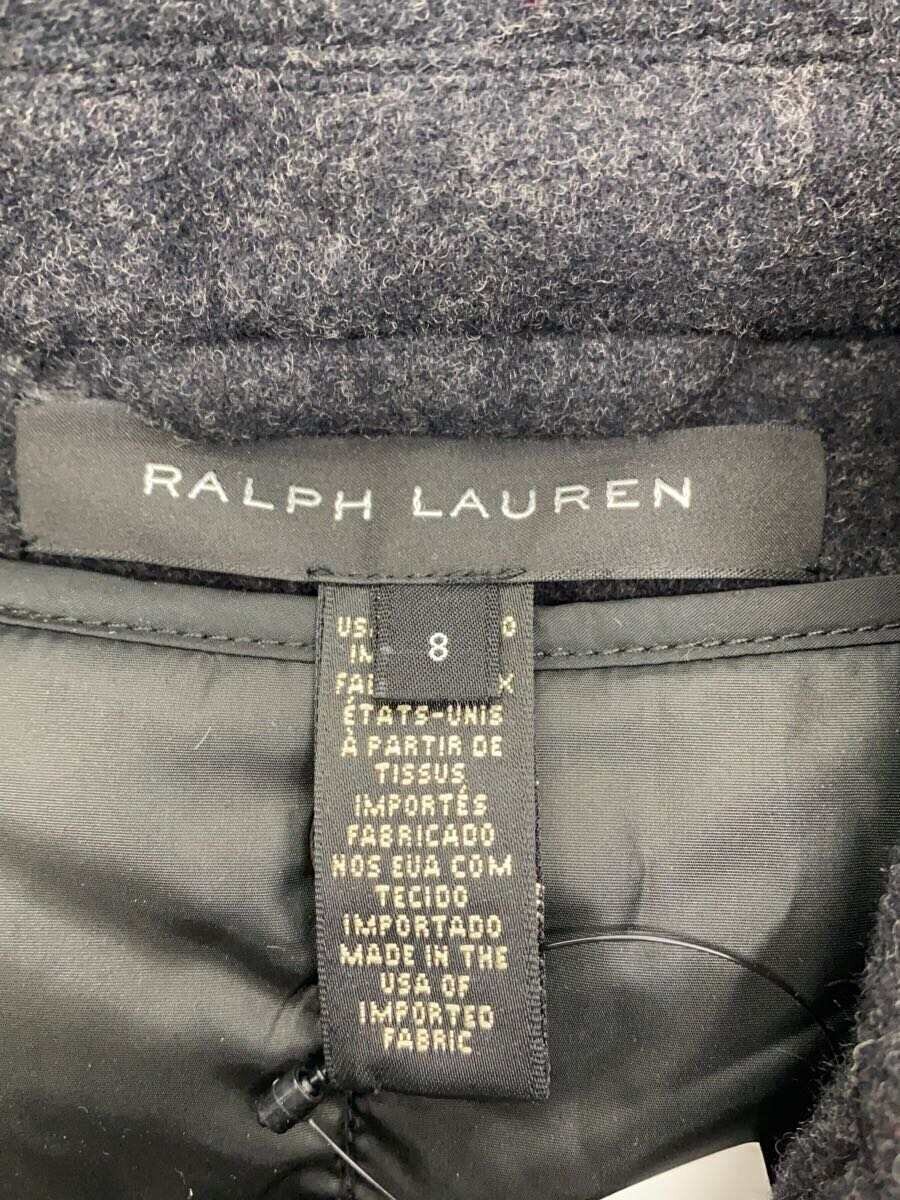 RALPH LAUREN
8
ÉTATS-UNIS
À PARTIR DE
TISSUS
IMPORTÉS
FABRICADO
NOS EUA COM
TECIDO
IMPORTADO
MADE IN THE
USA OF
IMPORTED
FABRIC